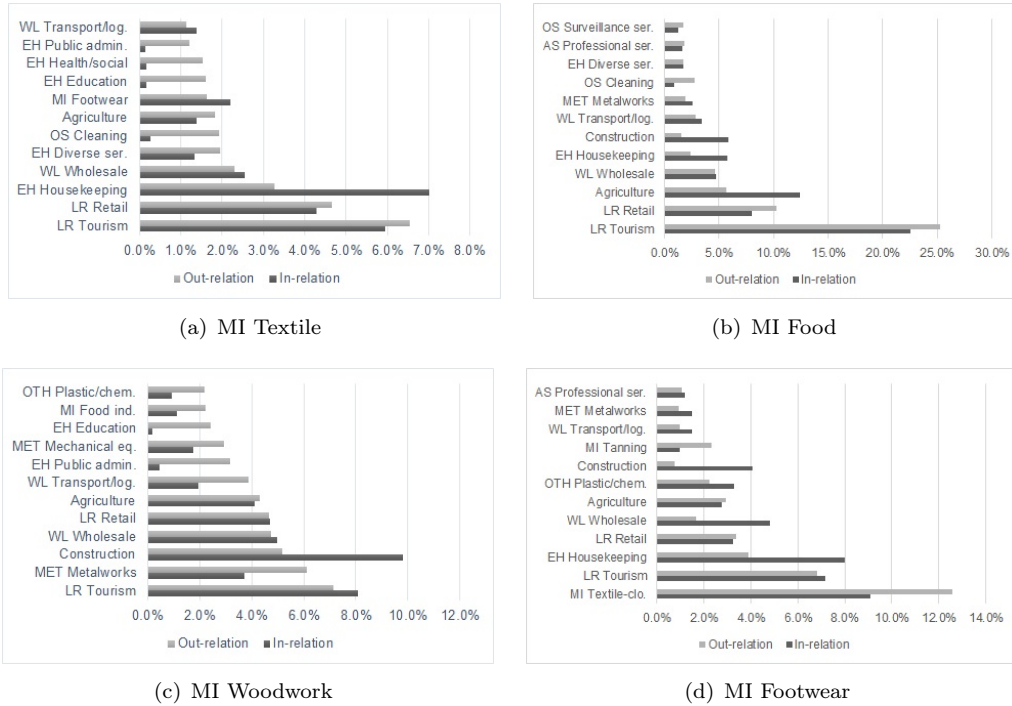 WL Transport/log.
EH Public admin.
EH Health/social
EH Education
MI Footwear
Agriculture
OS Cleaning
EH Diverse ser.
WL Wholesale
EH Housekeeping
LR Retail
LR Tourism
0.0% 1.0% 2.0% 3.0% 4.0% 5.0% 6.0% 7.0% 8.0%
Out-relation In-relation
(a) MI Textile
OS Surveillance ser.
AS Professional ser.
EH Diverse ser.
OS Cleaning
MET Metalworks
WL Transport/log.
Construction
EH Housekeeping
WL Wholesale
Agriculture
LR Retail
LR Tourism
0.0% 5.0% 10.0% 15.0% 20.0% 25.0% 30.0%
Out-relation In-relation
(b) MI Food
OTH Plastic/chem.
MI Food ind.
EH Education
MET Mechanical eq.
EH Public admin.
WL Transport/log.
Agriculture
LR Retail
WL Wholesale
Construction
MET Metalworks
LR Tourism
0.0% 2.0% 4.0% 6.0% 8.0% 10.0% 12.0%
Out-relation In-relation
(c) MI Woodwork
AS Professional ser.
MET Metalworks
WL Transport/log.
MI Tanning
Construction
OTH Plastic/chem.
Agriculture
WL Wholesale
LR Retail
EH Housekeeping
LR Tourism
MI Textile-clo.
0.0% 2.0% 4.0% 6.0% 8.0% 10.0% 12.0% 14.0%
Out-relation In-relation
(d) MI Footwear